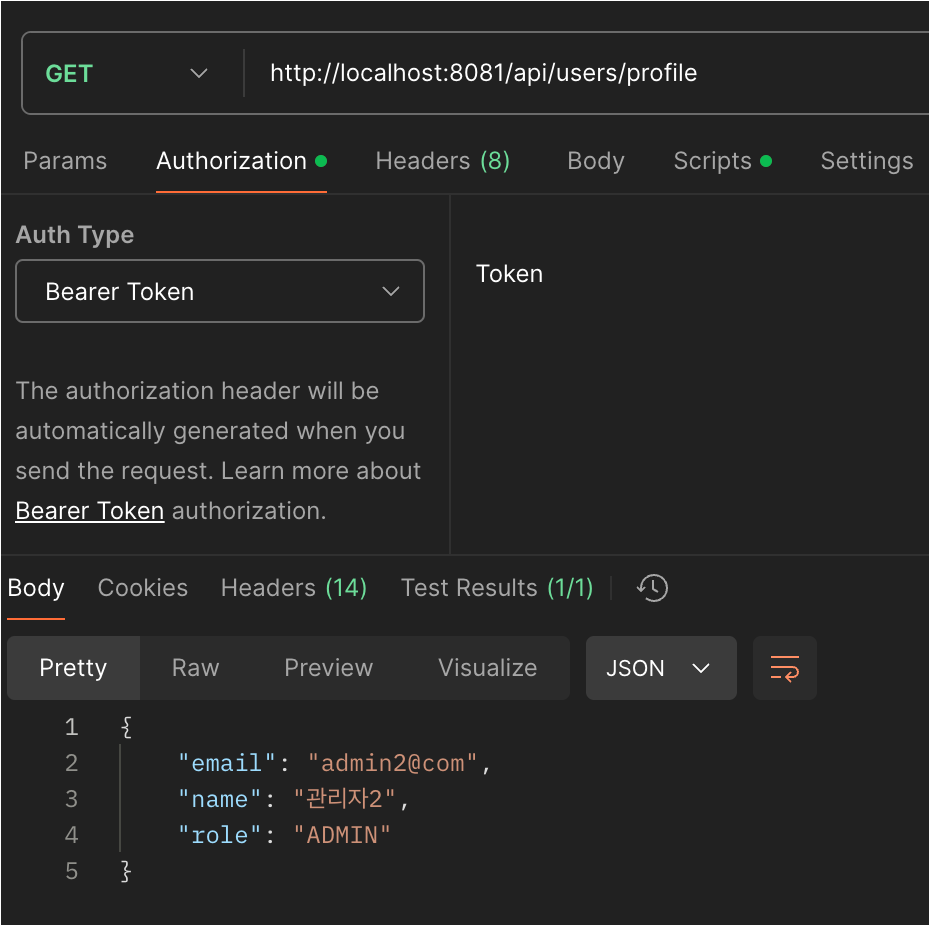 GET http://localhost:8081/api/users/profile
Params Authorization Headers (8) Body Scripts Settings
Auth Type
Bearer Token
Token
The authorization header will be
automatically generated when you
send the request. Learn more about
Bearer Token authorization.
Body Cookies Headers (14) Test Results (1/1)
Pretty Raw Preview Visualize JSON
1 {
2 "email": "admin2@com",
3 "name": "관리자2",
4 "role": "ADMIN"
5 }